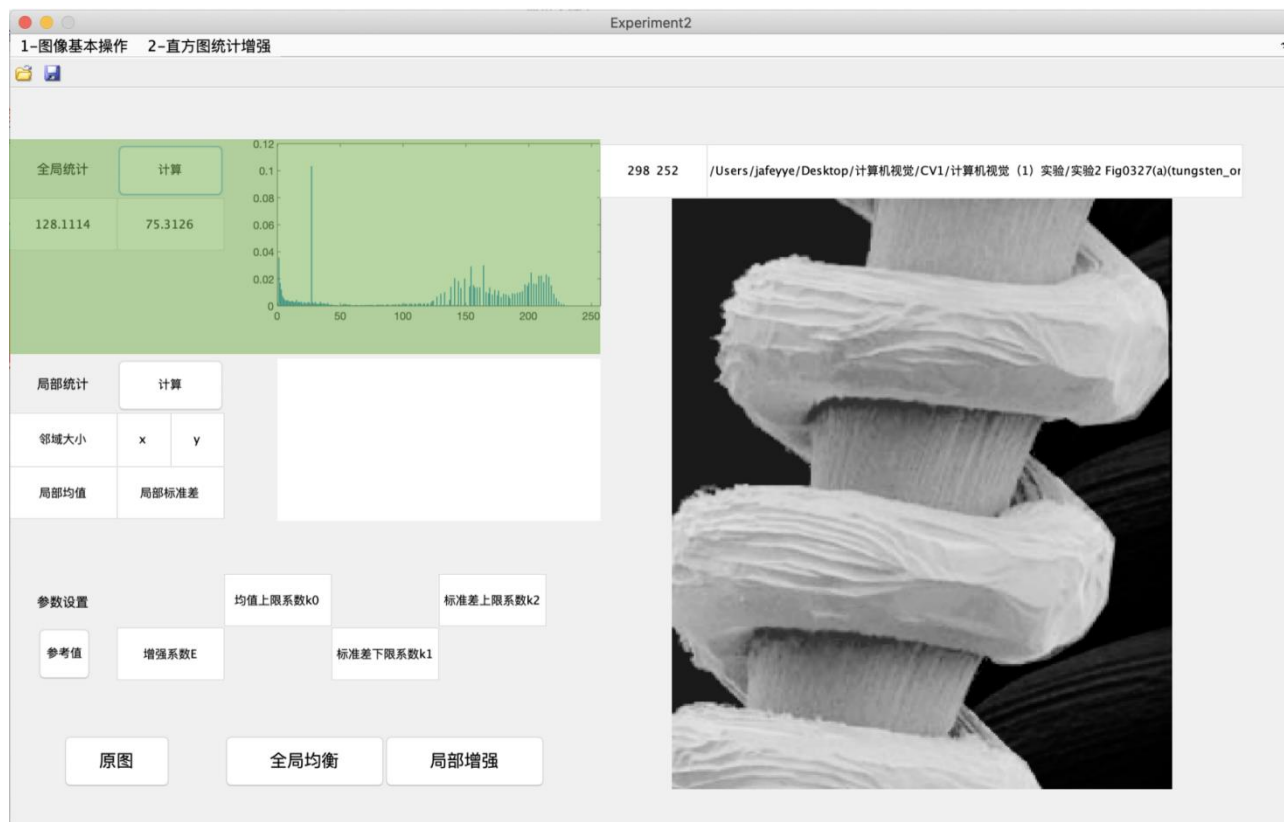 Experiment2
1-图像基本操作 2-直方图统计增强
全局统计 计算
128.1114 75.3126
0.12
0.1
0.08
0.06
0.04
0.02
0
0 50 100 150 200 250
298 252 /Users/jafeyye/Desktop/计算机视觉/CV1/计算机视觉（1）实验/实验2 Fig0327(a)(tungsten_or
局部统计 计算
邻域大小 x y
局部均值 局部标准差
参数设置 均值上限系数k0 标准差上限系数k2
参考值 增强系数E 标准差下限系数k1
原图 全局均衡 局部增强